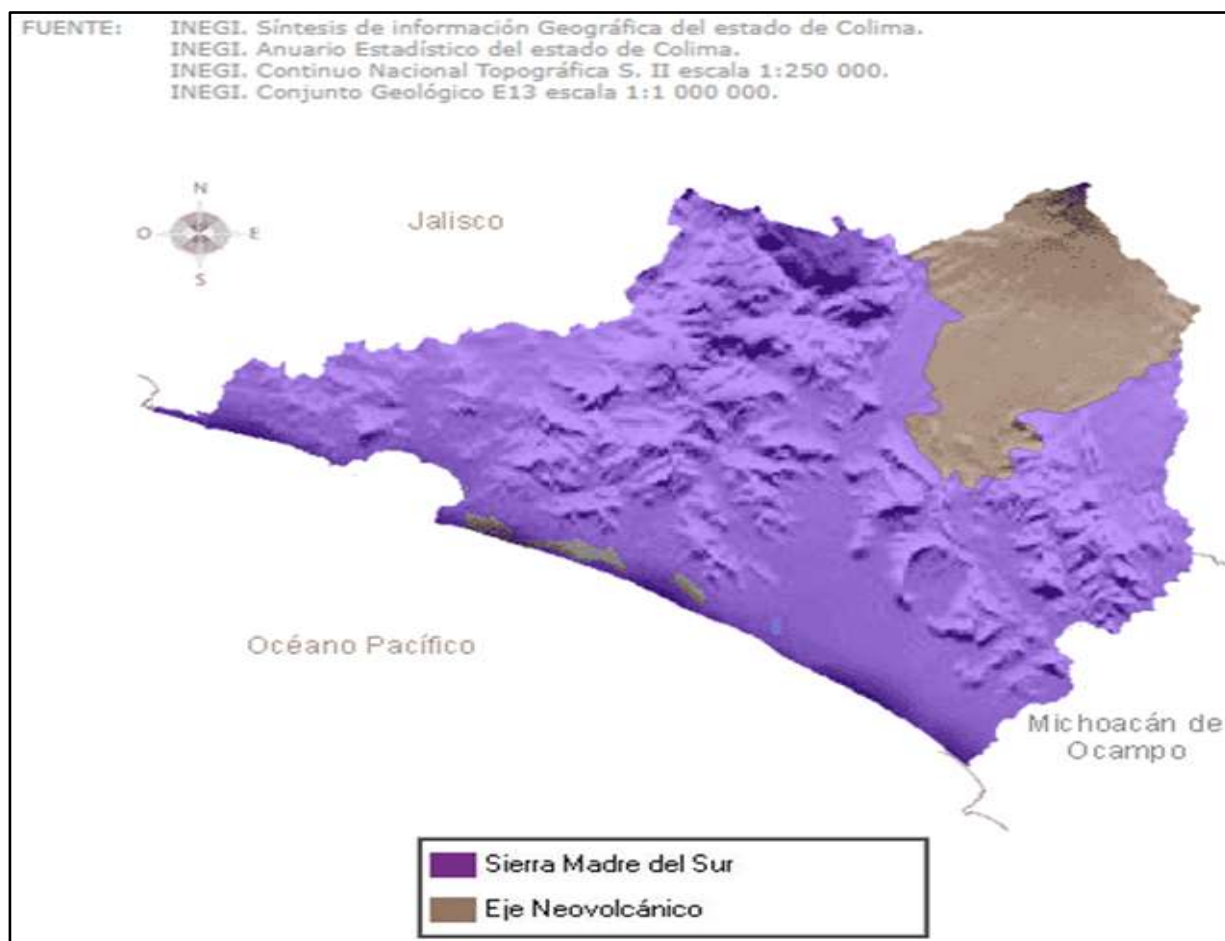 FUENTE: INEGI. Síntesis de información Geográfica del estado de Colima.
INEGI. Anuario Estadístico del estado de Colima.
INEGI. Continuo Nacional Topográfica S. II escala 1:250 000.
INEGI. Conjunto Geológico E13 escala 1:1 000 000.
N
O E
S
Jalisco
Océano Pacífico
Michoacán de
Ocampo
Sierra Madre del Sur
Eje Neovolcánico